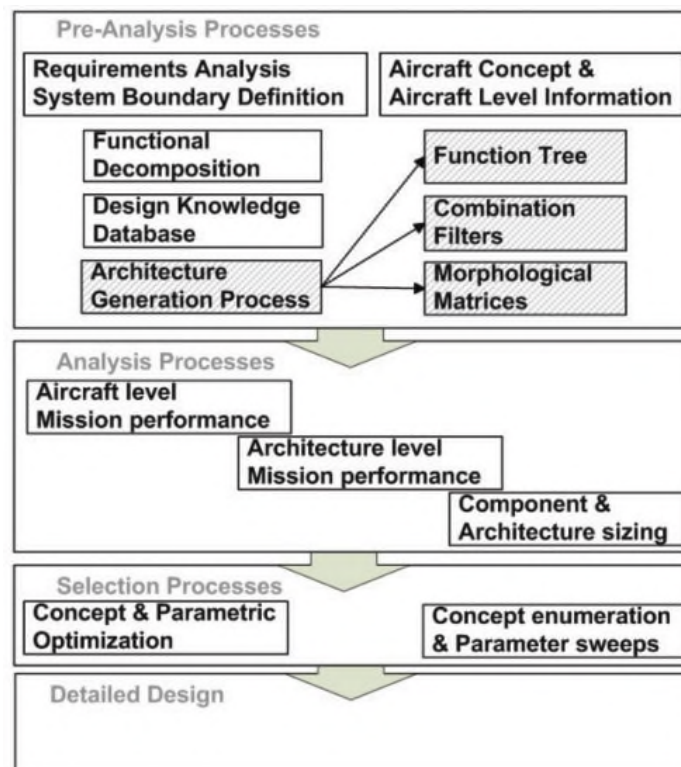 Pre-Analysis Processes
Requirements Analysis
System Boundary Definition
Aircraft Concept &
Aircraft Level Information
Functional
Decomposition
Function Tree
Design Knowledge
Database
Combination
Filters
Architecture
Generation Process
Morphological
Matrices
Analysis Processes
Aircraft level
Mission performance
Architecture level
Mission performance
Component &
Architecture sizing
Selection Processes
Concept & Parametric
Optimization
Concept enumeration
& Parameter sweeps
Detailed Design